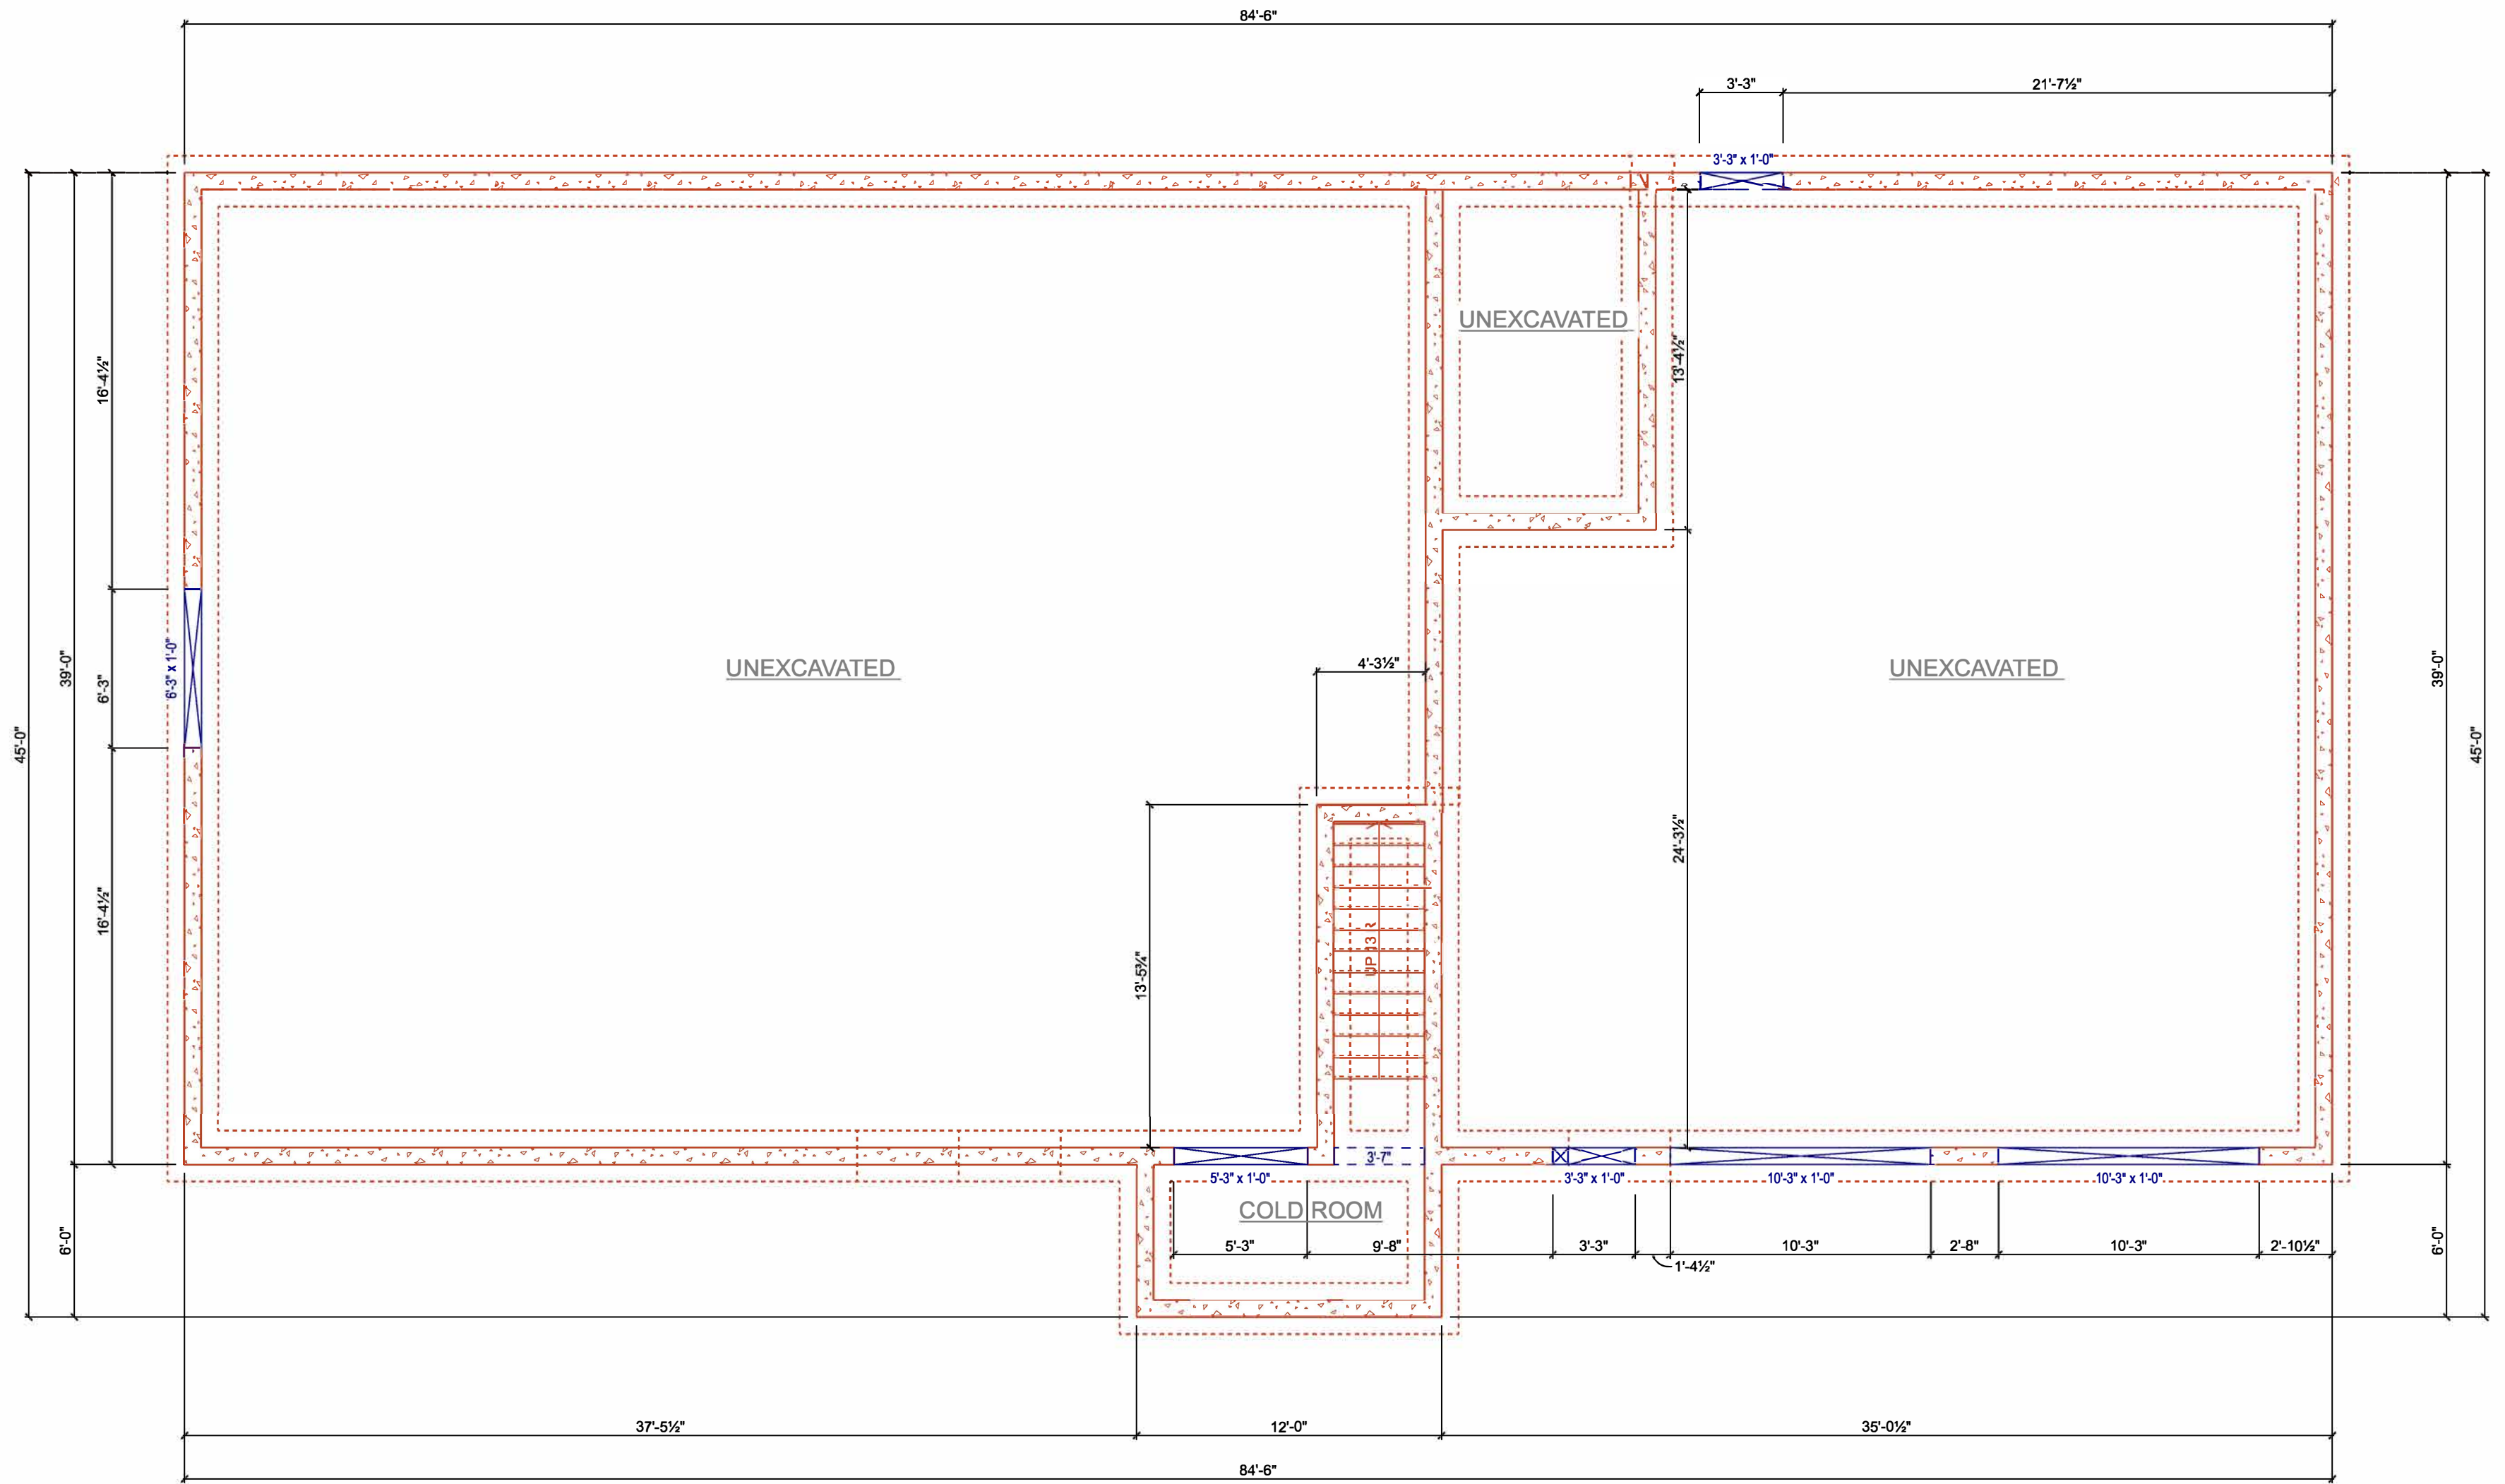 84'-6"
3'-3"
21'-7½"
3'-3" x 1'-0"
UNEXCAVATED
13'-4½"
16'-4½"
6'-3" x 1'-0"
6'-3"
39'-0"
45'-0"
UNEXCAVATED
4'-3½"
UNEXCAVATED
39'-0"
45'-0"
24'-3½"
16'-4½"
13'-5¾"
UP 13 R
3'-7"
5'-3" x 1'-0"
3'-3" x 1'-0"
10'-3" x 1'-0"
10'-3" x 1'-0"
COLD ROOM
6'-0"
5'-3"
9'-8"
3'-3"
1'-4½"
10'-3"
2'-8"
10'-3"
2'-10½"
6'-0"
37'-5½"
12'-0"
35'-0½"
84'-6"